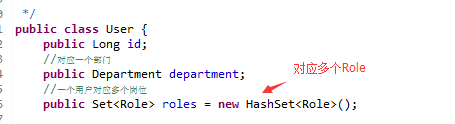 */
public class User {
public Long id;
//对应一个部门
public Department department;
对应多个Role
//一个用户对应多个岗位
public Set<Role> roles = new HashSet<Role>();